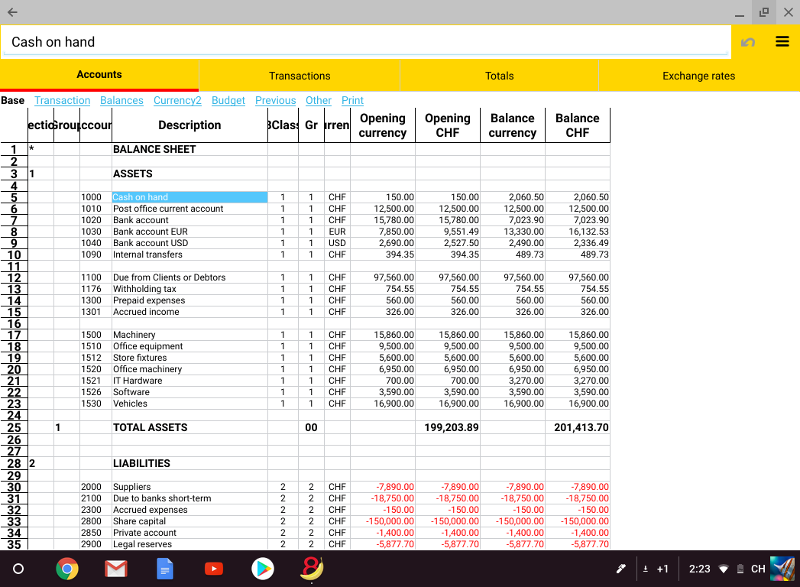 Cash on hand
Accounts Transactions Totals Exchange rates
Base Transaction Balances Currency2 Budget Previous Other Print
ectio Grou ccour Description BClas Gr urren Opening currency Opening CHF Balance currency Balance CHF
1 * BALANCE SHEET
2
3 1 ASSETS
4
5 1000 Cash on hand 1 1 CHF 150.00 150.00 2,060.50 2,060.50
6 1010 Post office current account 1 1 CHF 12,500.00 12,500.00 12,500.00 12,500.00
7 1020 Bank account 1 1 CHF 15,780.00 15,780.00 7,023.90 7,023.90
8 1030 Bank account EUR 1 1 EUR 7,850.00 9,551.49 13,330.00 16,132.53
9 1040 Bank account USD 1 1 USD 2,690.00 2,527.50 2,490.00 2,336.49
10 1090 Internal transfers 1 1 CHF 394.35 394.35 489.73 489.73
11
12 1100 Due from Clients or Debtors 1 1 CHF 97,560.00 97,560.00 97,560.00 97,560.00
13 1176 Withholding tax 1 1 CHF 754.55 754.55 754.55 754.55
14 1300 Prepaid expenses 1 1 CHF 560.00 560.00 560.00 560.00
15 1301 Accrued income 1 1 CHF 326.00 326.00 326.00 326.00
16
17 1500 Machinery 1 1 CHF 15,860.00 15,860.00 15,860.00 15,860.00
18 1510 Office equipment 1 1 CHF 9,500.00 9,500.00 9,500.00 9,500.00
19 1512 Store fixtures 1 1 CHF 5,600.00 5,600.00 5,600.00 5,600.00
20 1520 Office machinery 1 1 CHF 6,950.00 6,950.00 6,950.00 6,950.00
21 1521 IT Hardware 1 1 CHF 700.00 700.00 3,270.00 3,270.00
22 1526 Software 1 1 CHF 3,590.00 3,590.00 3,590.00 3,590.00
23 1530 Vehicles 1 1 CHF 16,900.00 16,900.00 16,900.00 16,900.00
24
25 1 TOTAL ASSETS 00 199,203.89 201,413.70
26
27
28 2 LIABILITIES
29
30 2000 Suppliers 2 2 CHF -7,890.00 -7,890.00 -7,890.00 -7,890.00
31 2100 Due to banks short-term 2 2 CHF -18,750.00 -18,750.00 -18,750.00 -18,750.00
32 2300 Accrued expenses 2 2 CHF -150.00 -150.00 -150.00 -150.00
33 2800 Share capital 2 2 CHF -150,000.00 -150,000.00 -150,000.00 -150,000.00
34 2850 Private account 2 2 CHF -1,400.00 -1,400.00 -1,400.00 -1,400.00
35 2900 Legal reserves 2 2 CHF -5,877.70 -5,877.70 -5,877.70 -5,877.70
+1 2:23 CH